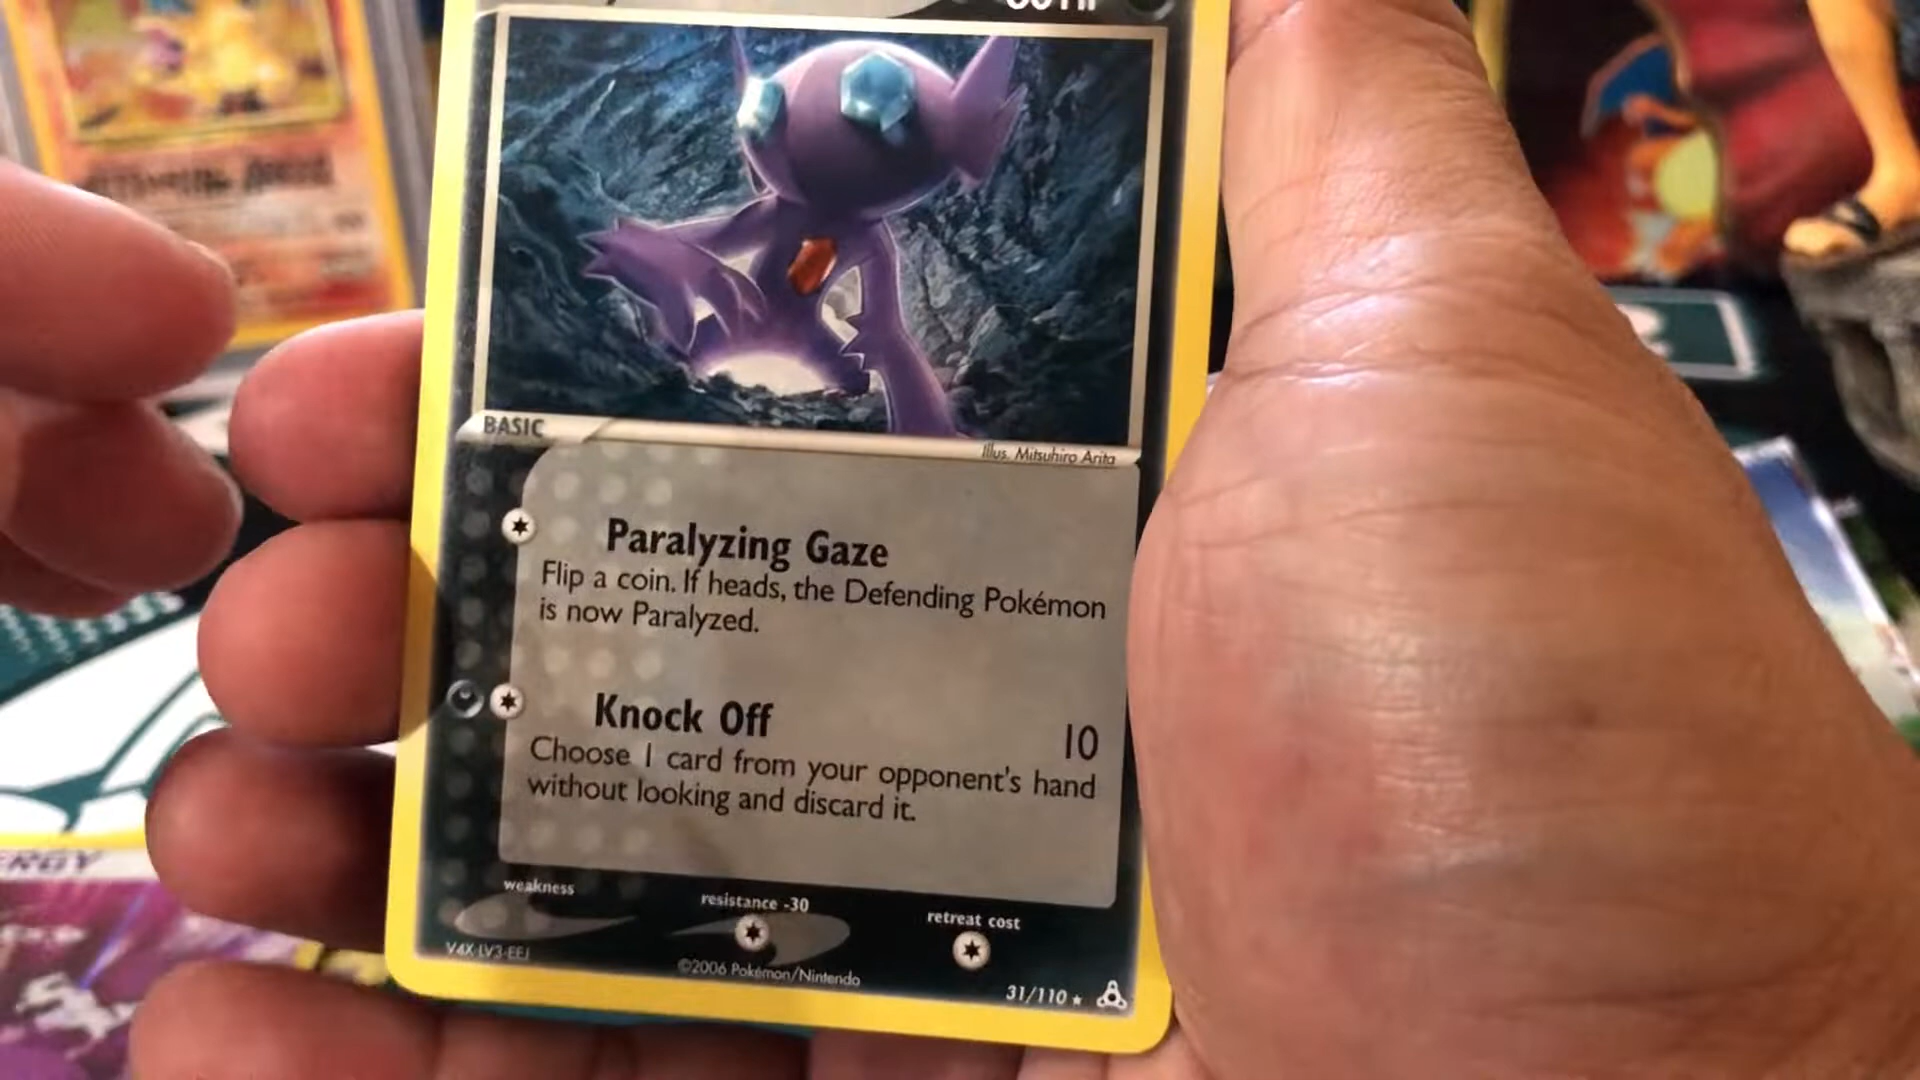 BASIC
Illus. Mitsuhiro Arita
Paralyzing Gaze
Flip a coin. If heads, the Defending Pokémon
is now Paralyzed.
Knock Off 10
Choose 1 card from your opponent's hand
without looking and discard it.
weakness
resistance -30
retreat cost
V4X-LV3-EEJ
©2006 Pokémon/Nintendo
31/110
ERGY